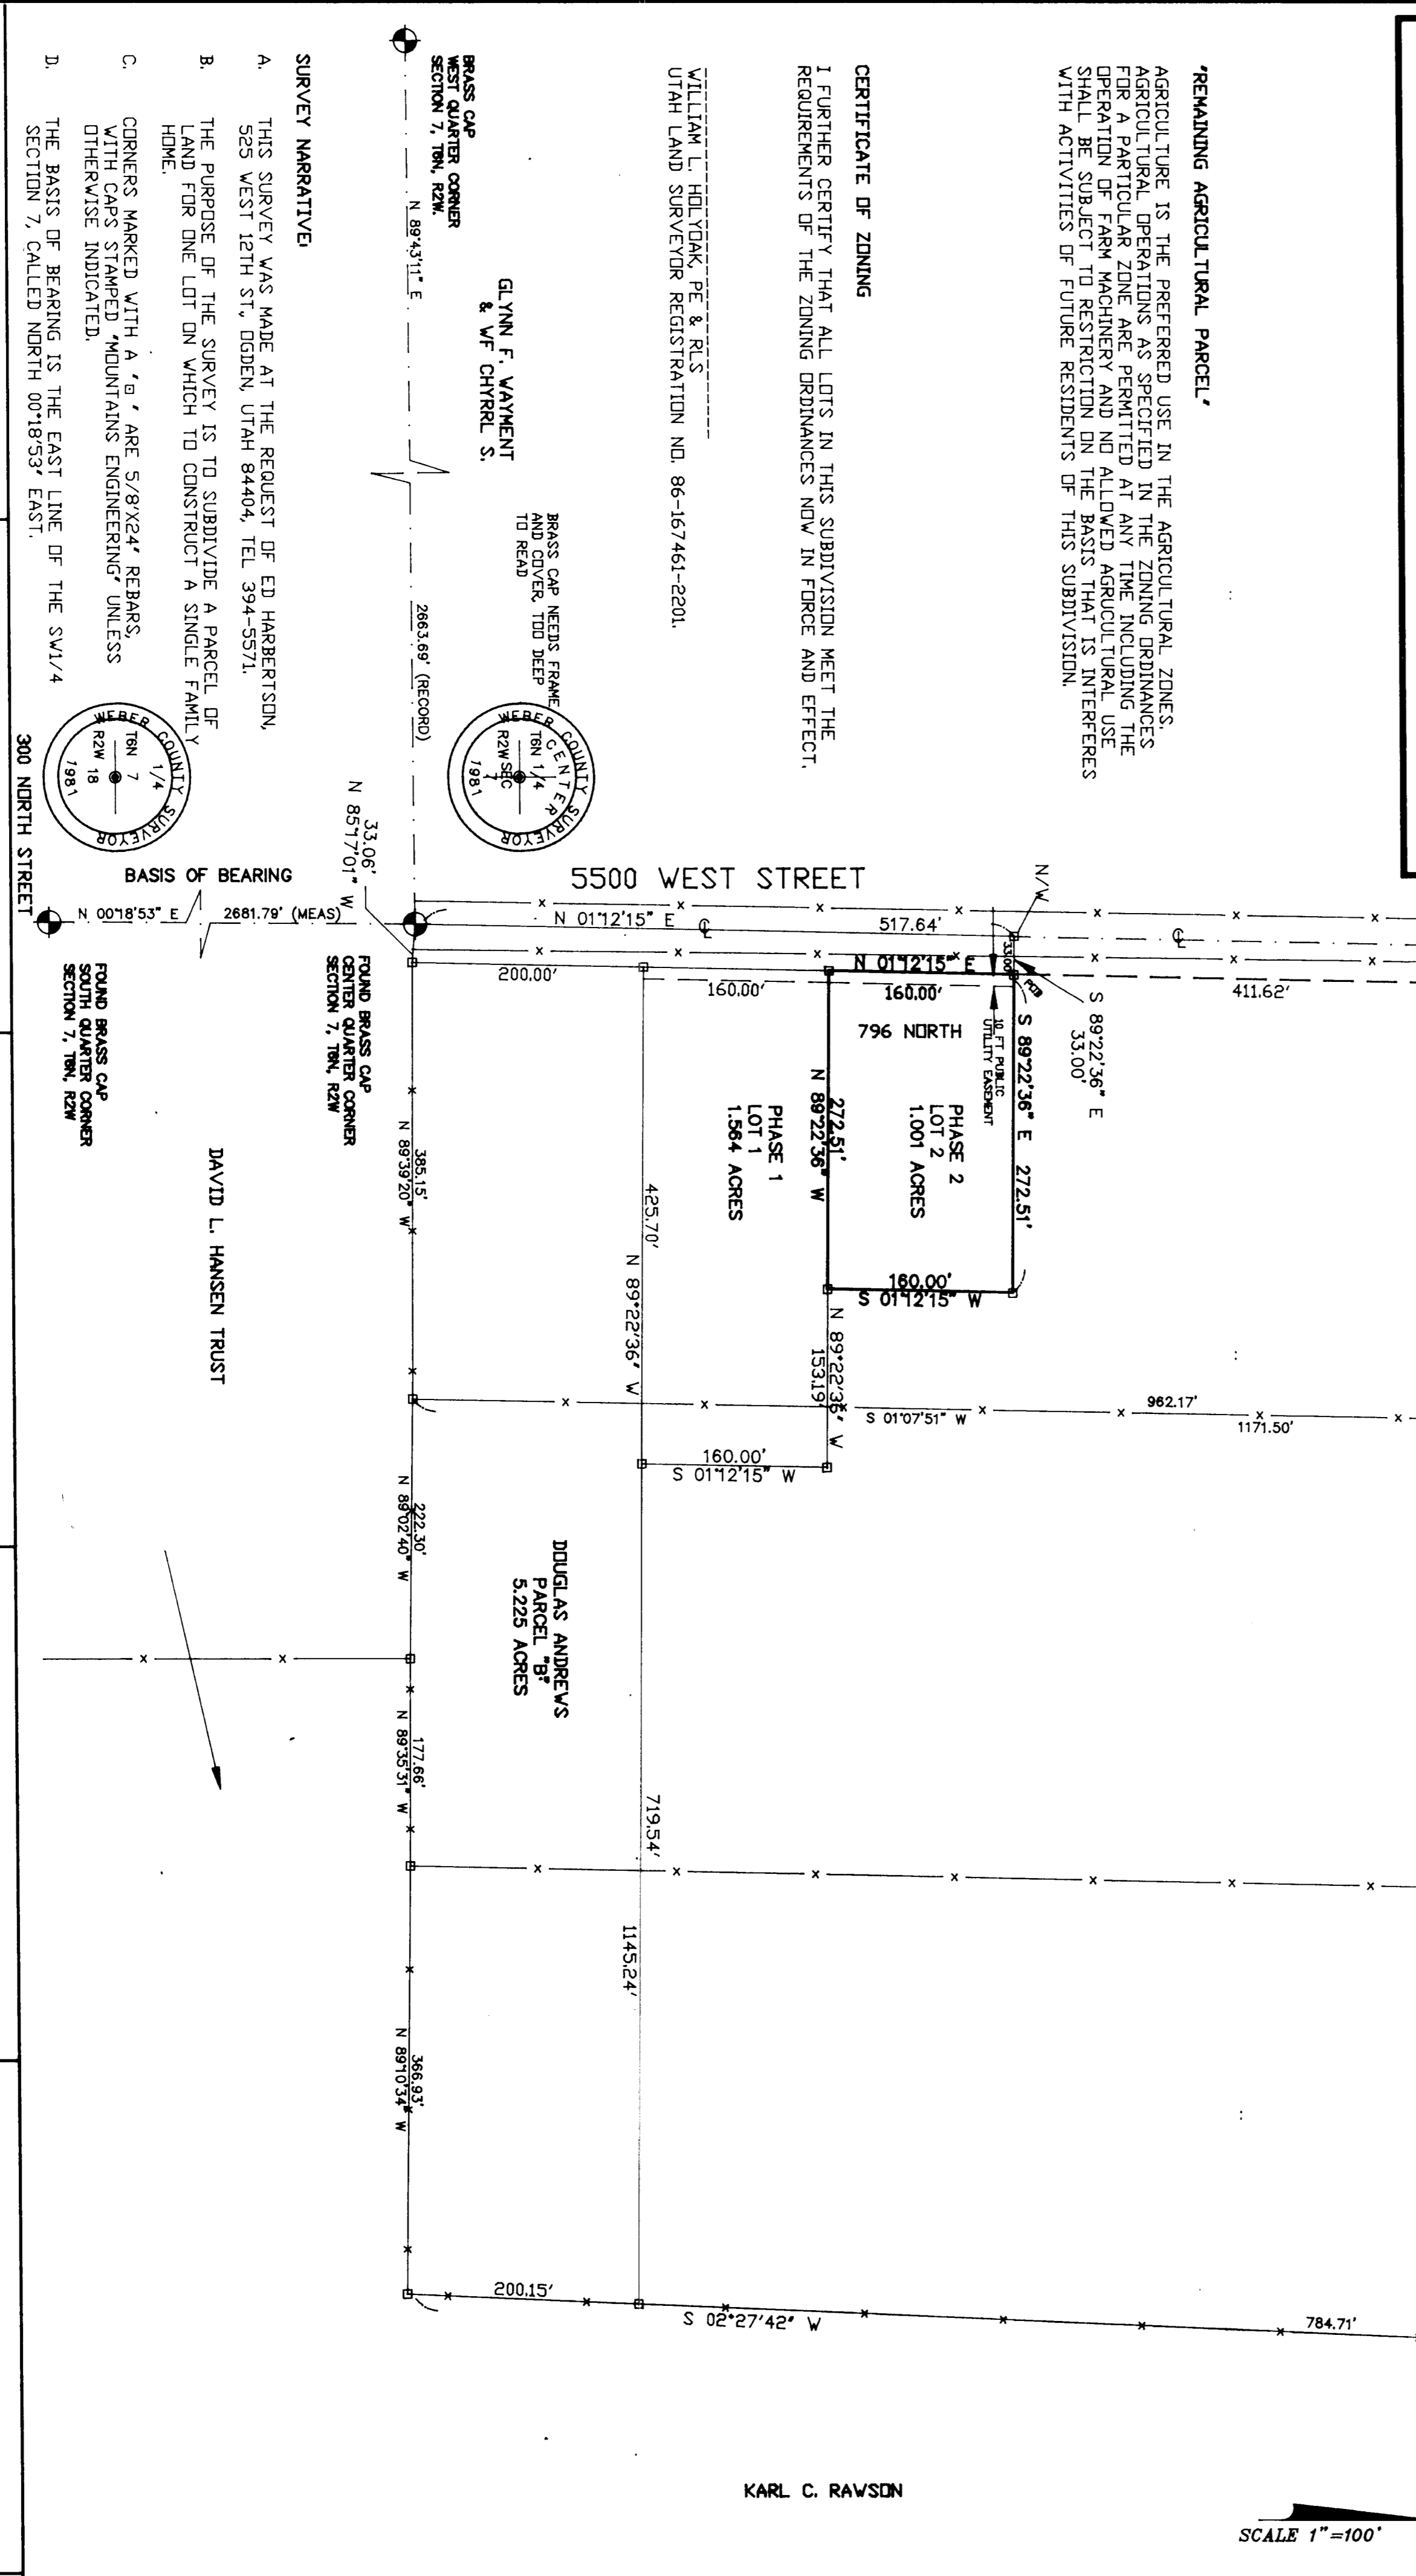 "REMAINING AGRICULTURAL PARCEL"
AGRICULTURE IS THE PREFERRED USE IN THE AGRICULTURAL ZONES.
AGRICULTURAL OPERATIONS AS SPECIFIED IN THE ZONING ORDINANCES
FOR A PARTICULAR ZONE ARE PERMITTED AT ANY TIME INCLUDING THE
OPERATION OF FARM MACHINERY AND NO ALLOWED AGRUCULTURAL USE
SHALL BE SUBJECT TO RESTRICTION ON THE BASIS THAT IS INTERFERES
WITH ACTIVITIES OF FUTURE RESIDENTS OF THIS SUBDIVISION.
CERTIFICATE OF ZONING
I FURTHER CERTIFY THAT ALL LOTS IN THIS SUBDIVISION MEET THE
REQUIREMENTS OF THE ZONING ORDINANCES NOW IN FORCE AND EFFECT.
WILLIAM L. HOLYOAK, PE & RLS
UTAH LAND SURVEYOR REGISTRATION NO. 86-167461-2201.
BRASS CAP NEEDS FRAME
AND COVER, TOO DEEP
TO READ
WEBER COUNTY SURVEYOR
CENTER
T6N 1/4
R2W SEC
7
1981
GLYNN F. WAYMENT
& WF CHYRRL S.
BRASS CAP
WEST QUARTER CORNER
SECTION 7, T6N, R2W.
N 89°43'11" E
2663.69' (RECORD)
SURVEY NARRATIVE:
A. THIS SURVEY WAS MADE AT THE REQUEST OF ED HARBERTSON,
525 WEST 12TH ST., OGDEN, UTAH 84404, TEL 394-5571.
B. THE PURPOSE OF THE SURVEY IS TO SUBDIVIDE A PARCEL OF
LAND FOR ONE LOT ON WHICH TO CONSTRUCT A SINGLE FAMILY
HOME.
C. CORNERS MARKED WITH A "⊡" ARE 5/8"X24" REBARS,
WITH CAPS STAMPED "MOUNTAINS ENGINEERING" UNLESS
OTHERWISE INDICATED.
D. THE BASIS OF BEARING IS THE EAST LINE OF THE SW1/4
SECTION 7, CALLED NORTH 00°18'53" EAST.
WEBER COUNTY SURVEYOR
1/4
T6N 7
R2W 18
1981
300 NORTH STREET
33.06'
N 85°17'01" W
BASIS OF BEARING
N 00°18'53" E 2681.79' (MEAS)
5500 WEST STREET
N/W
N 01°12'15" E ℄ 517.64' ℄
33.00'
POB
200.00'
160.00'
N 01°12'15" E
160.00'
411.62'
S 89°22'36" E
33.00'
FOUND BRASS CAP
SOUTH QUARTER CORNER
SECTION 7, T6N, R2W
FOUND BRASS CAP
CENTER QUARTER CORNER
SECTION 7, T6N, R2W
796 NORTH
10 FT PUBLIC
UTILITY EASEMENT
S 89°22'36" E 272.51'
PHASE 2
LOT 2
1.001 ACRES
272.51'
N 89°22'36" W
PHASE 1
LOT 1
1.564 ACRES
160.00'
S 01°12'15" W
425.70'
N 89°22'36" W
N 89°22'36" W
153.19'
385.15'
N 89°39'20" W
DAVID L. HANSEN TRUST
S 01°07'51" W
962.17'
1171.50'
160.00'
S 01°12'15" W
222.30'
N 89°02'40" W
DOUGLAS ANDREWS
PARCEL "B"
5.225 ACRES
177.66'
N 89°35'31" W
719.54'
1145.24'
366.93'
N 89°10'34" W
200.15'
S 02°27'42" W
784.71'
KARL C. RAWSON
SCALE 1"=100'